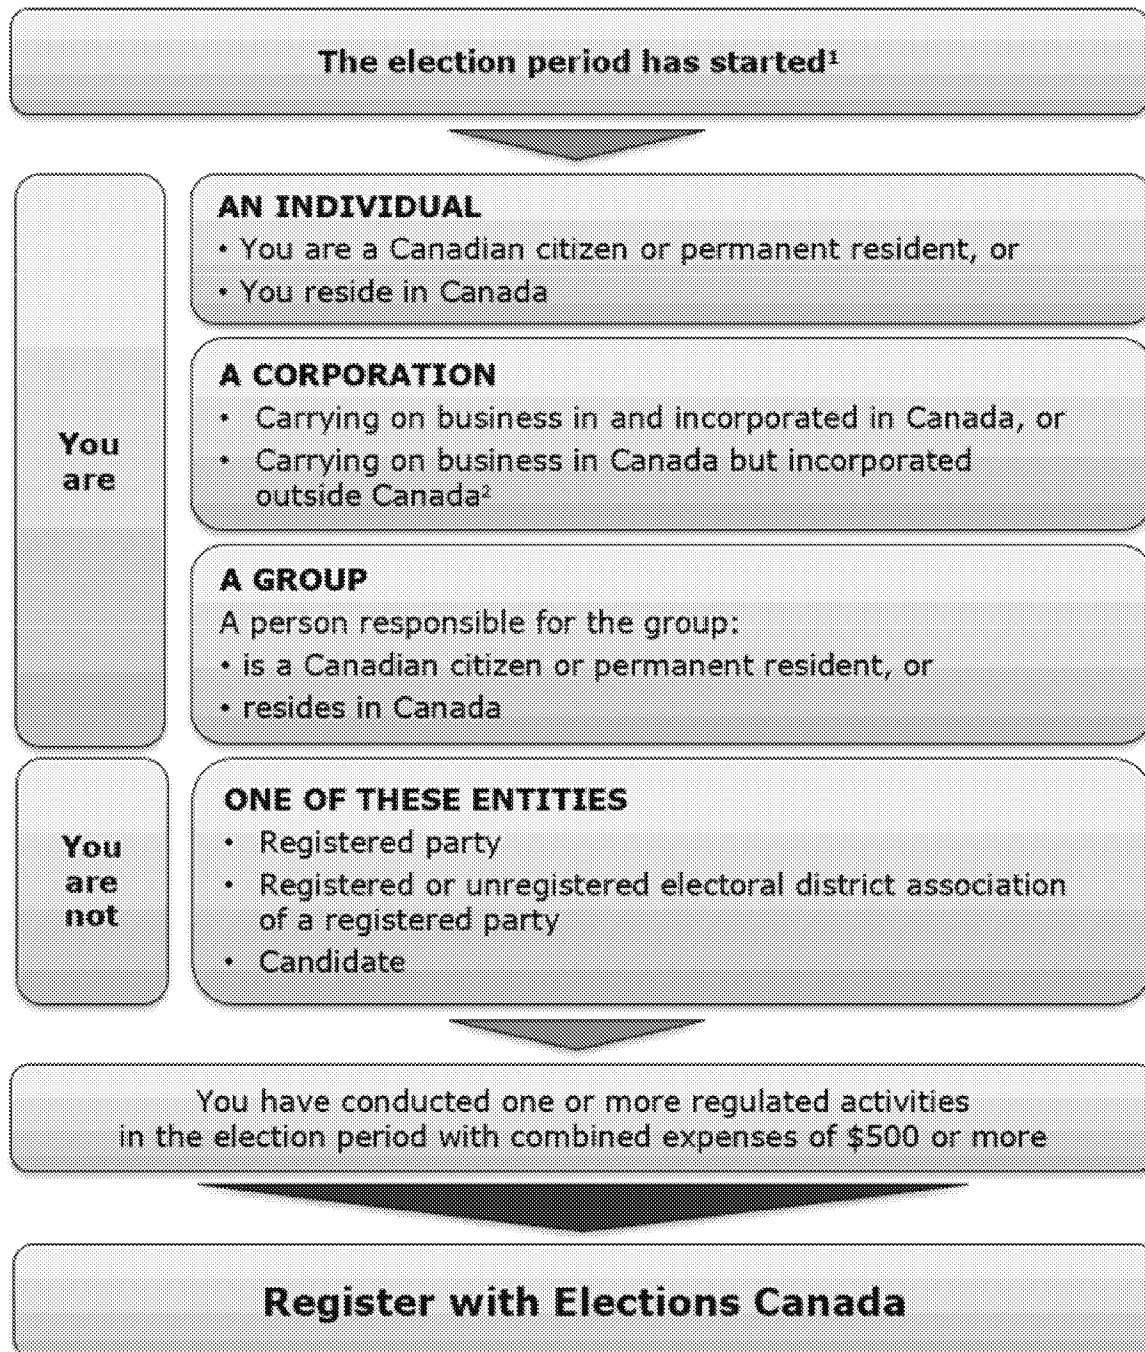 The election period has started¹
You
are
AN INDIVIDUAL
• You are a Canadian citizen or permanent resident, or
• You reside in Canada
A CORPORATION
• Carrying on business in and incorporated in Canada, or
• Carrying on business in Canada but incorporated
outside Canada²
A GROUP
A person responsible for the group:
• is a Canadian citizen or permanent resident, or
• resides in Canada
You
are
not
ONE OF THESE ENTITIES
• Registered party
• Registered or unregistered electoral district association
of a registered party
• Candidate
You have conducted one or more regulated activities
in the election period with combined expenses of $500 or more
Register with Elections Canada